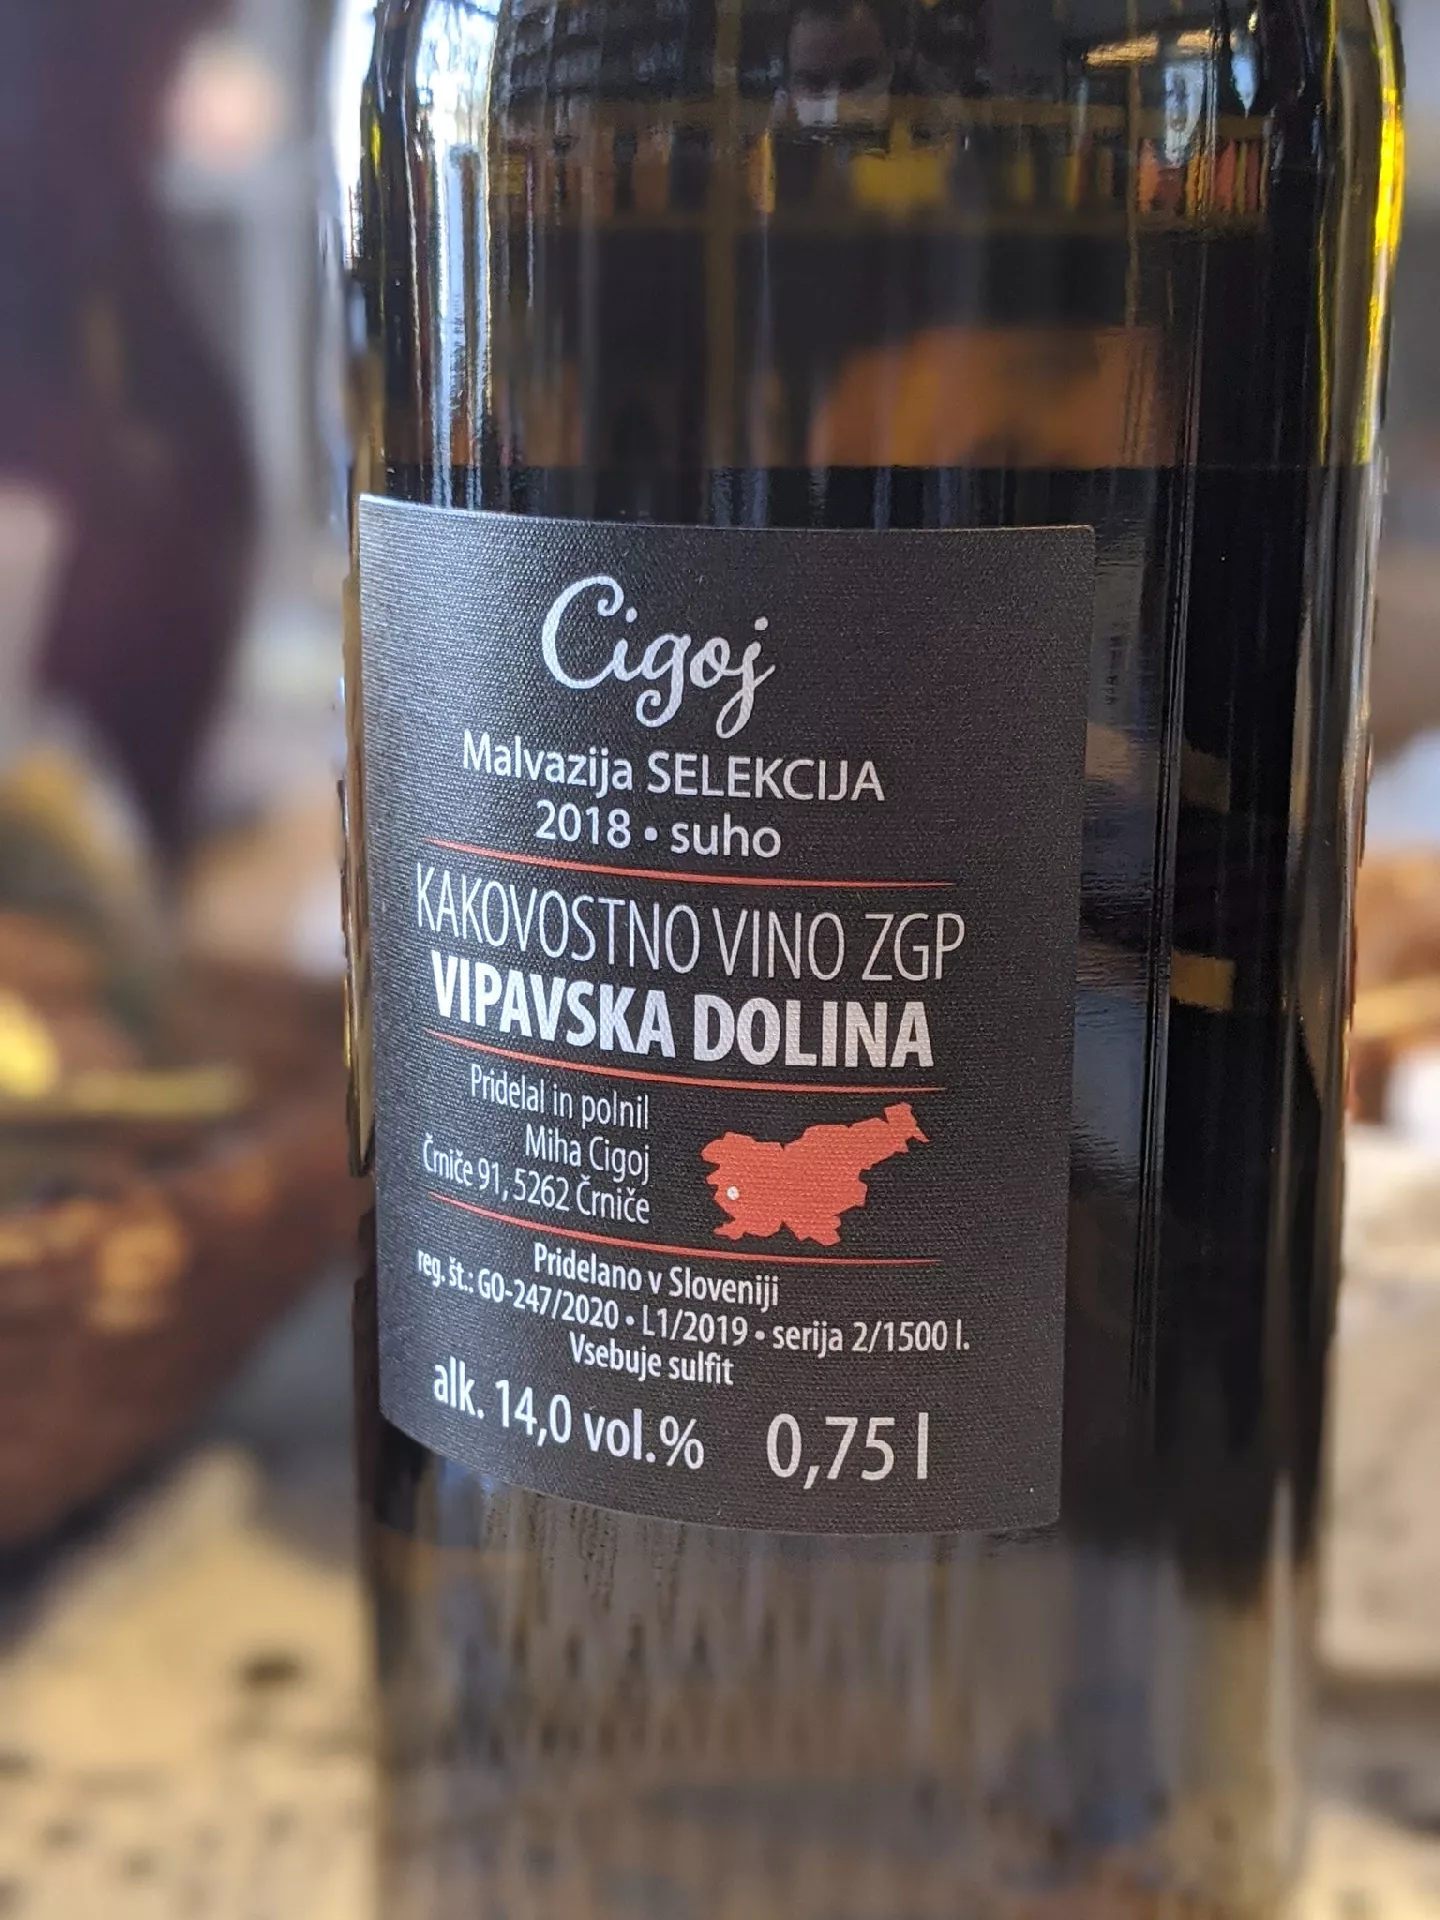 Cigoj
Malvazija SELEKCIJA
2018 • suho
KAKOVOSTNO VINO ZGP
VIPAVSKA DOLINA
Pridelal in polnil
Miha Cigoj
Črniče 91, 5262 Črniče
Pridelano v Sloveniji
reg. št.: GO-247/2020 • L1/2019 • serija 2/1500 l.
Vsebuje sulfit
alk. 14,0 vol.% 0,75 l